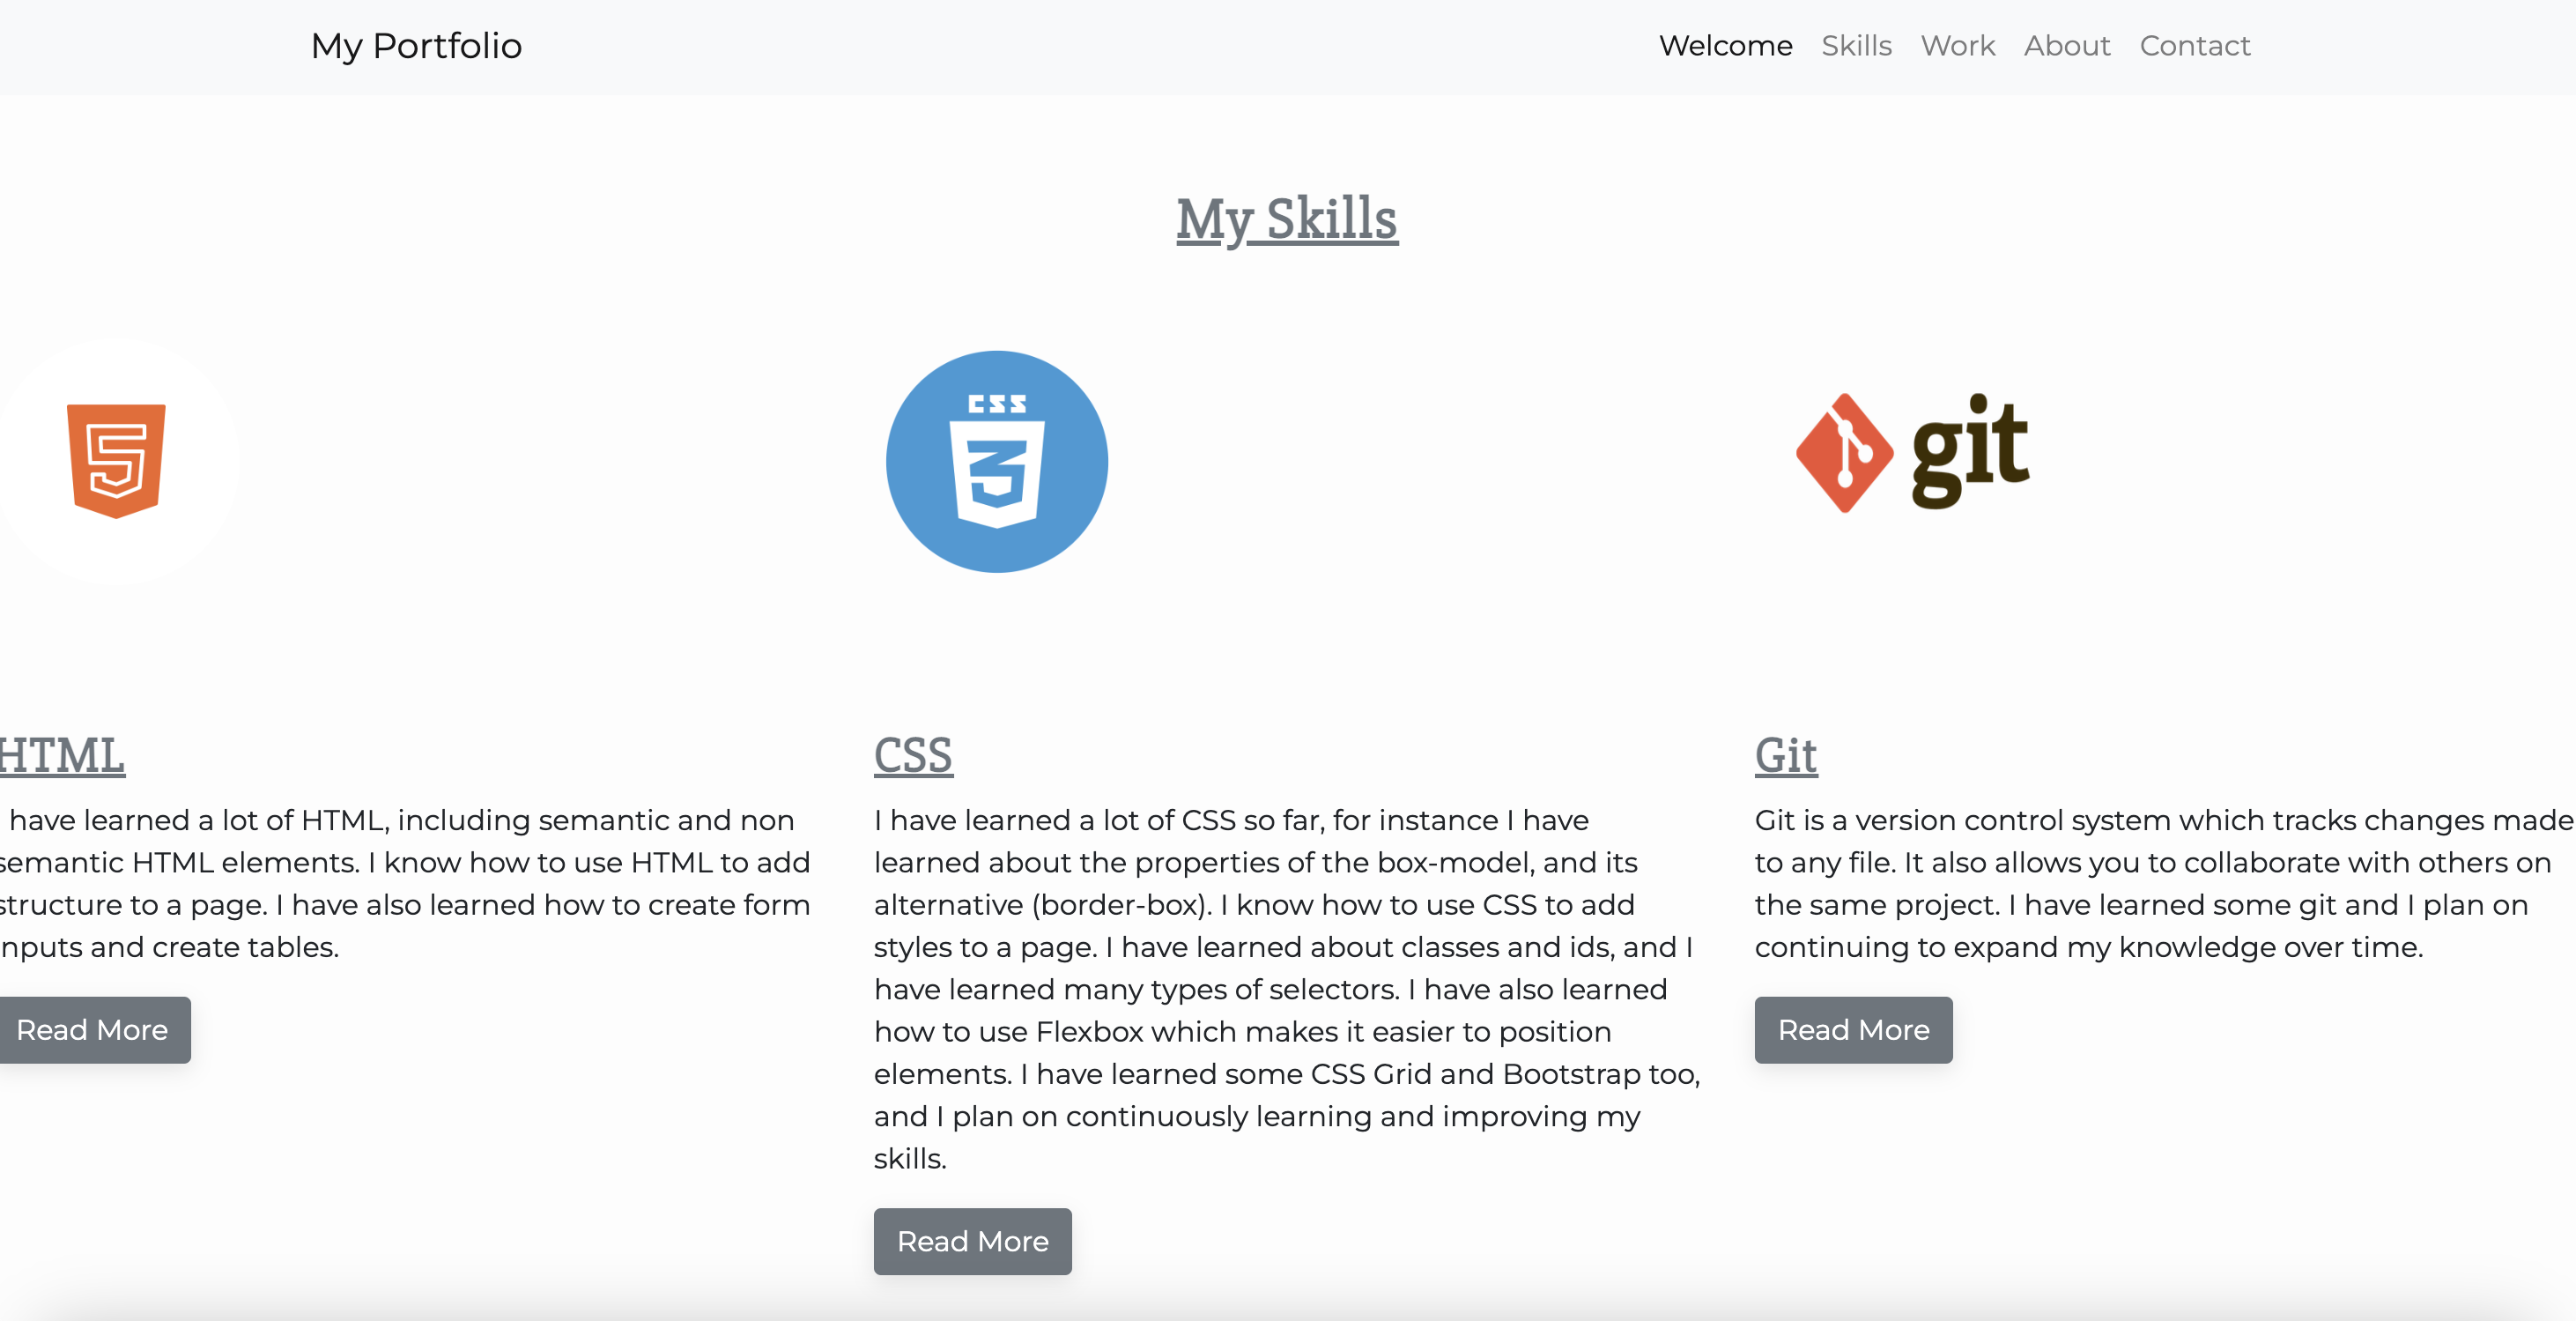 My Portfolio
Welcome Skills Work About Contact
My Skills
5
CSS
3
git
HTML
have learned a lot of HTML, including semantic and non
semantic HTML elements. I know how to use HTML to add
structure to a page. I have also learned how to create form
inputs and create tables.
Read More
CSS
I have learned a lot of CSS so far, for instance I have
learned about the properties of the box-model, and its
alternative (border-box). I know how to use CSS to add
styles to a page. I have learned about classes and ids, and I
have learned many types of selectors. I have also learned
how to use Flexbox which makes it easier to position
elements. I have learned some CSS Grid and Bootstrap too,
and I plan on continuously learning and improving my
skills.
Read More
Git
Git is a version control system which tracks changes made
to any file. It also allows you to collaborate with others on
the same project. I have learned some git and I plan on
continuing to expand my knowledge over time.
Read More